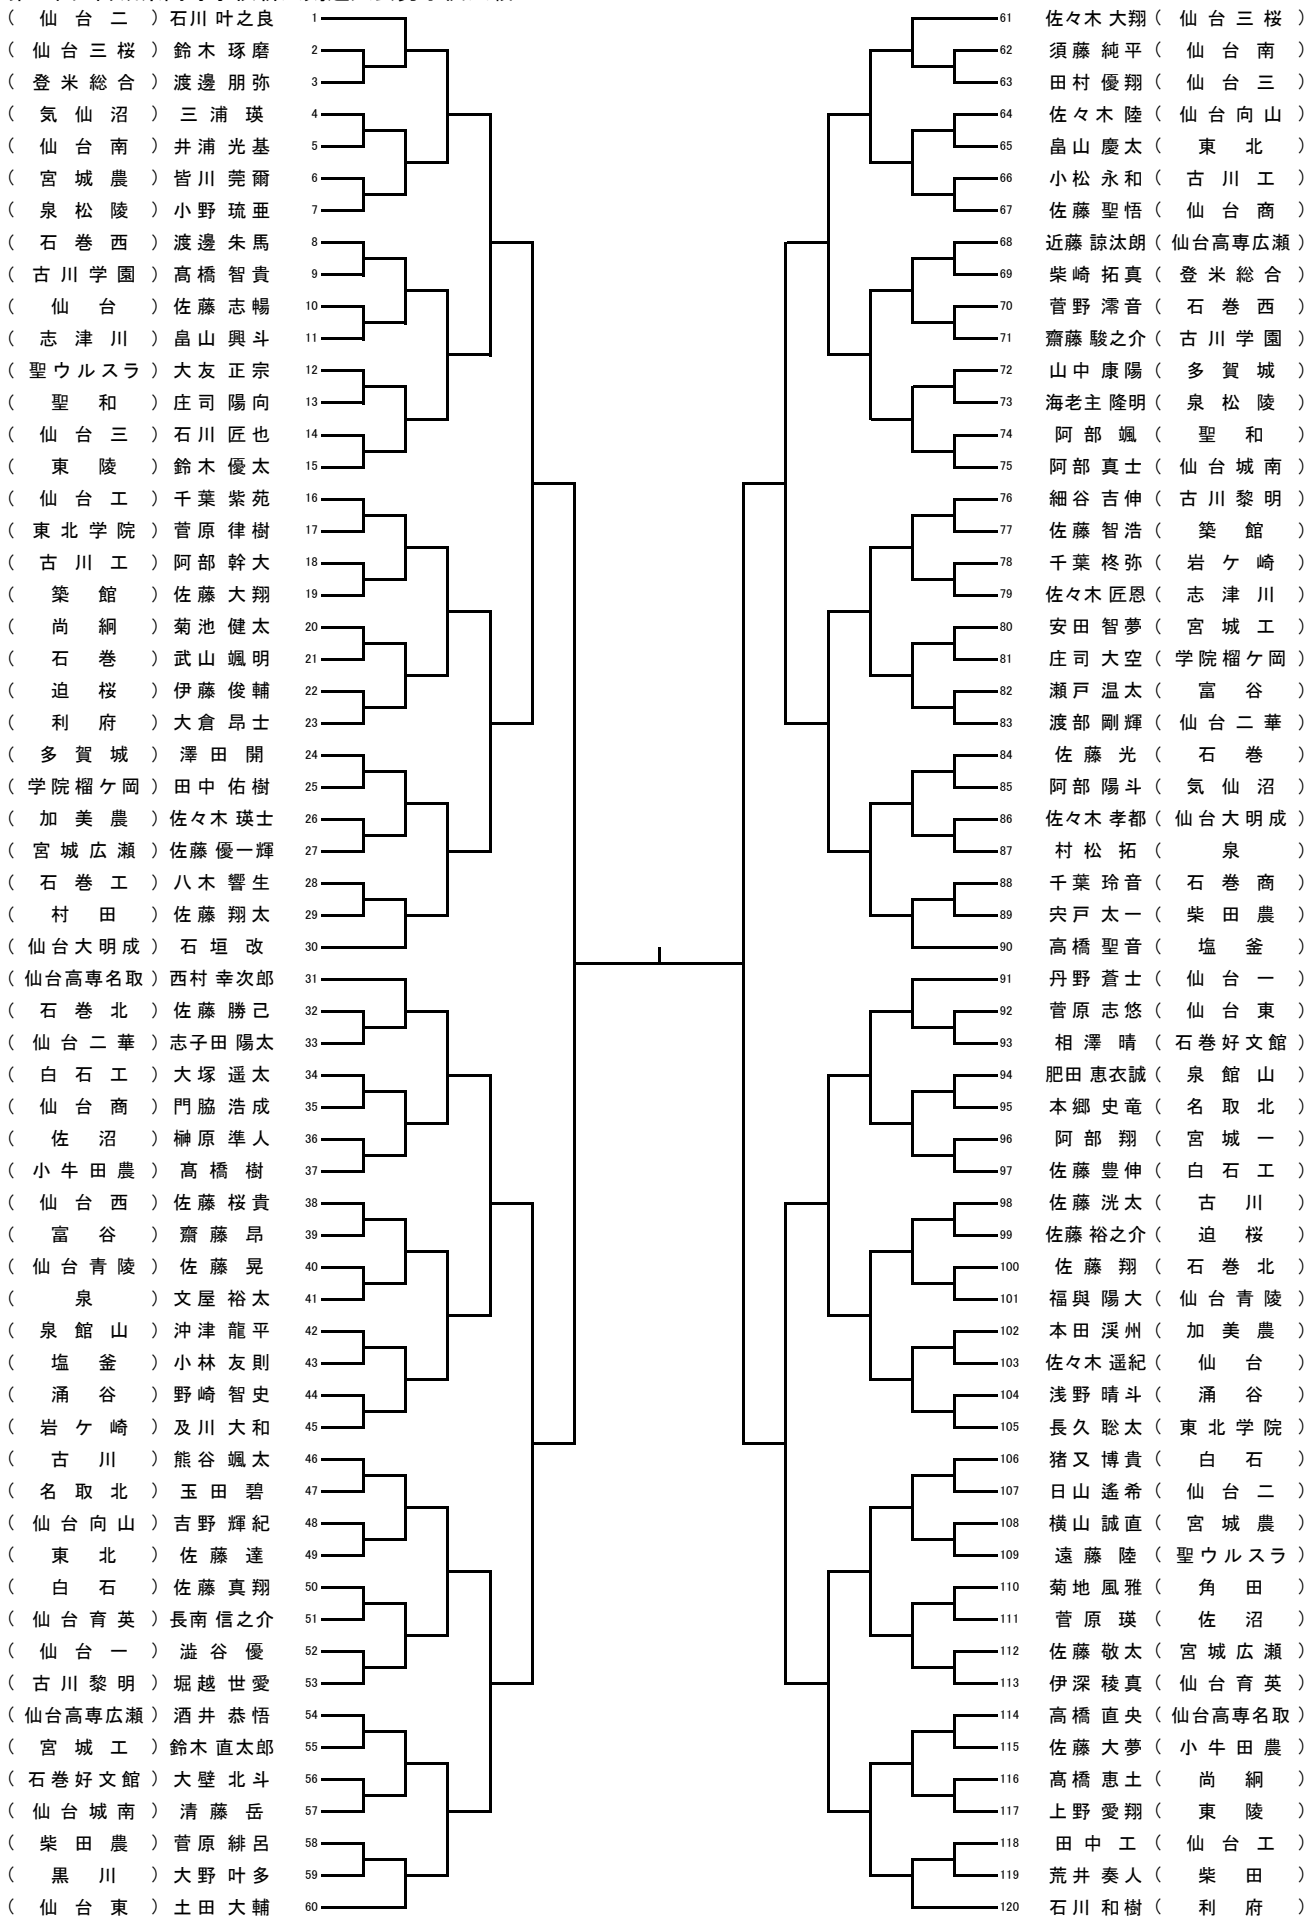 ( 仙台二 ) 石川 叶之良 1
( 仙台三桜 ) 鈴木 琢磨 2
( 登米総合 ) 渡邊 朋弥 3
( 気仙沼 ) 三浦 瑛 4
( 仙台南 ) 井浦 光基 5
( 宮城農 ) 皆川 莞爾 6
( 泉松陵 ) 小野 琉亜 7
( 石巻西 ) 渡邊 朱馬 8
( 古川学園 ) 髙橋 智貴 9
( 仙台 ) 佐藤 志暢 10
( 志津川 ) 畠山 興斗 11
( 聖ウルスラ ) 大友 正宗 12
( 聖和 ) 庄司 陽向 13
( 仙台三 ) 石川 匠也 14
( 東陵 ) 鈴木 優太 15
( 仙台工 ) 千葉 紫苑 16
( 東北学院 ) 菅原 律樹 17
( 古川工 ) 阿部 幹大 18
( 築館 ) 佐藤 大翔 19
( 尚絅 ) 菊池 健太 20
( 石巻 ) 武山 颯明 21
( 迫桜 ) 伊藤 俊輔 22
( 利府 ) 大倉 昂士 23
( 多賀城 ) 澤田 開 24
( 学院榴ケ岡 ) 田中 佑樹 25
( 加美農 ) 佐々木 瑛士 26
( 宮城広瀬 ) 佐藤 優一輝 27
( 石巻工 ) 八木 響生 28
( 村田 ) 佐藤 翔太 29
( 仙台大明成 ) 石垣 改 30
( 仙台高専名取 ) 西村 幸次郎 31
( 石巻北 ) 佐藤 勝己 32
( 仙台二華 ) 志子田 陽太 33
( 白石工 ) 大塚 遥太 34
( 仙台商 ) 門脇 浩成 35
( 佐沼 ) 榊原 準人 36
( 小牛田農 ) 髙橋 樹 37
( 仙台西 ) 佐藤 桜貴 38
( 富谷 ) 齋藤 昂 39
( 仙台青陵 ) 佐藤 晃 40
( 泉 ) 文屋 裕太 41
( 泉館山 ) 沖津 龍平 42
( 塩釜 ) 小林 友則 43
( 涌谷 ) 野崎 智史 44
( 岩ケ崎 ) 及川 大和 45
( 古川 ) 熊谷 颯太 46
( 名取北 ) 玉田 碧 47
( 仙台向山 ) 吉野 輝紀 48
( 東北 ) 佐藤 達 49
( 白石 ) 佐藤 真翔 50
( 仙台育英 ) 長南 信之介 51
( 仙台一 ) 澁谷 優 52
( 古川黎明 ) 堀越 世愛 53
( 仙台高専広瀬 ) 酒井 恭悟 54
( 宮城工 ) 鈴木 直太郎 55
( 石巻好文館 ) 大壁 北斗 56
( 仙台城南 ) 清藤 岳 57
( 柴田農 ) 菅原 緋呂 58
( 黒川 ) 大野 叶多 59
( 仙台東 ) 土田 大輔 60
61 佐々木 大翔 ( 仙台三桜 )
62 須藤 純平 ( 仙台南 )
63 田村 優翔 ( 仙台三 )
64 佐々木 陸 ( 仙台向山 )
65 畠山 慶太 ( 東北 )
66 小松 永和 ( 古川工 )
67 佐藤 聖悟 ( 仙台商 )
68 近藤 諒汰朗 ( 仙台高専広瀬 )
69 柴崎 拓真 ( 登米総合 )
70 菅野 澪音 ( 石巻西 )
71 齋藤 駿之介 ( 古川学園 )
72 山中 康陽 ( 多賀城 )
73 海老主 隆明 ( 泉松陵 )
74 阿部 颯 ( 聖和 )
75 阿部 真士 ( 仙台城南 )
76 細谷 吉伸 ( 古川黎明 )
77 佐藤 智浩 ( 築館 )
78 千葉 柊弥 ( 岩ケ崎 )
79 佐々木 匠恩 ( 志津川 )
80 安田 智夢 ( 宮城工 )
81 庄司 大空 ( 学院榴ケ岡 )
82 瀬戸 温太 ( 富谷 )
83 渡部 剛輝 ( 仙台二華 )
84 佐藤 光 ( 石巻 )
85 阿部 陽斗 ( 気仙沼 )
86 佐々木 孝都 ( 仙台大明成 )
87 村松 拓 ( 泉 )
88 千葉 玲音 ( 石巻商 )
89 宍戸 太一 ( 柴田農 )
90 高橋 聖音 ( 塩釜 )
91 丹野 蒼士 ( 仙台一 )
92 菅原 志悠 ( 仙台東 )
93 相澤 晴 ( 石巻好文館 )
94 肥田 恵衣誠 ( 泉館山 )
95 本郷 史竜 ( 名取北 )
96 阿部 翔 ( 宮城一 )
97 佐藤 豊伸 ( 白石工 )
98 佐藤 洸太 ( 古川 )
99 佐藤 裕之介 ( 迫桜 )
100 佐藤 翔 ( 石巻北 )
101 福與 陽大 ( 仙台青陵 )
102 本田 渓州 ( 加美農 )
103 佐々木 遥紀 ( 仙台 )
104 浅野 晴斗 ( 涌谷 )
105 長久 聡太 ( 東北学院 )
106 猪又 博貴 ( 白石 )
107 日山 遙希 ( 仙台二 )
108 横山 誠直 ( 宮城農 )
109 遠藤 陸 ( 聖ウルスラ )
110 菊地 風雅 ( 角田 )
111 菅原 瑛 ( 佐沼 )
112 佐藤 敬太 ( 宮城広瀬 )
113 伊深 稜真 ( 仙台育英 )
114 高橋 直央 ( 仙台高専名取 )
115 佐藤 大夢 ( 小牛田農 )
116 髙橋 恵土 ( 尚絅 )
117 上野 愛翔 ( 東陵 )
118 田中 工 ( 仙台工 )
119 荒井 奏人 ( 柴田 )
120 石川 和樹 ( 利府 )